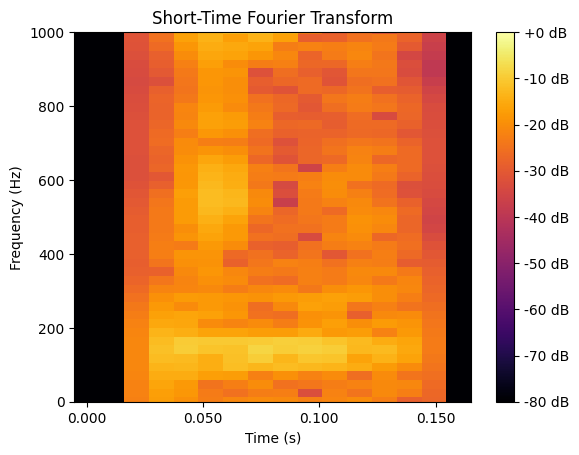 Short-Time Fourier Transform
1000
800
600
400
200
0
Frequency (Hz)
0.000
0.050
0.100
0.150
Time (s)
+0 dB
-10 dB
-20 dB
-30 dB
-40 dB
-50 dB
-60 dB
-70 dB
-80 dB